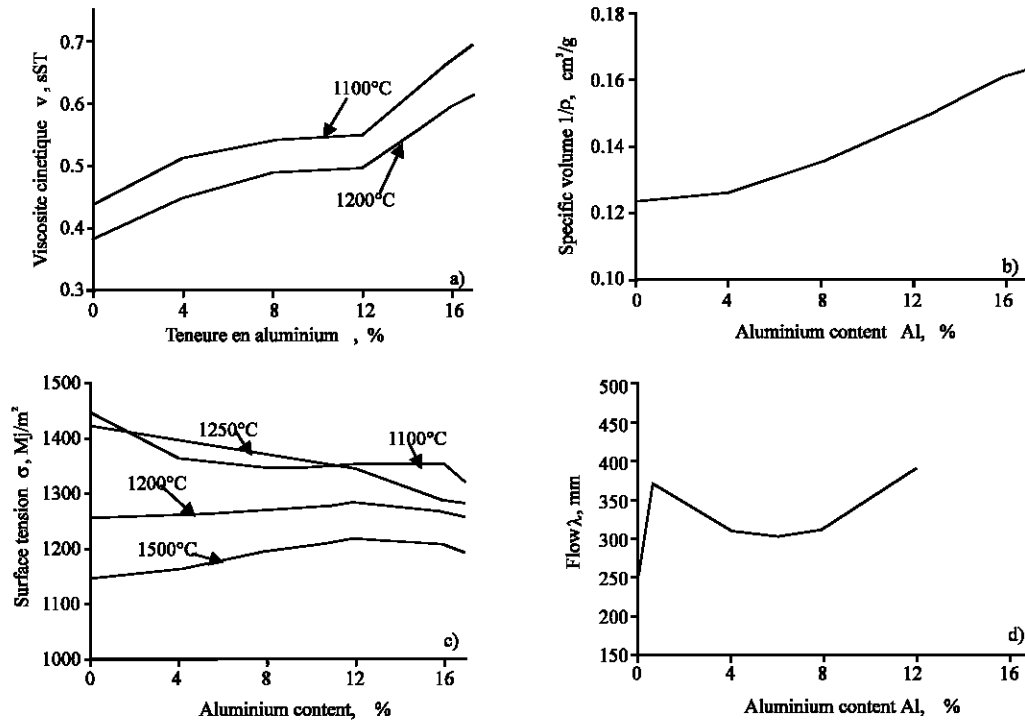 0.7
0.6
0.5
0.4
0.3
Viscosite cinetique ν , sST
1100°C
1200°C
a)
0 4 8 12 16
Teneure en aluminium , %
0.18
0.16
0.14
0.12
0.10
Specific volume 1/ρ, cm³/g
b)
0 4 8 12 16
Aluminium content Al, %
1500
1400
1300
1200
1100
1000
Surface tension σ, Mj/m²
1250°C
1100°C
1200°C
1500°C
c)
0 4 8 12 16
Aluminium content, %
500
450
400
350
300
250
200
150
Flow λ, mm
d)
0 4 8 12 16
Aluminium content Al, %